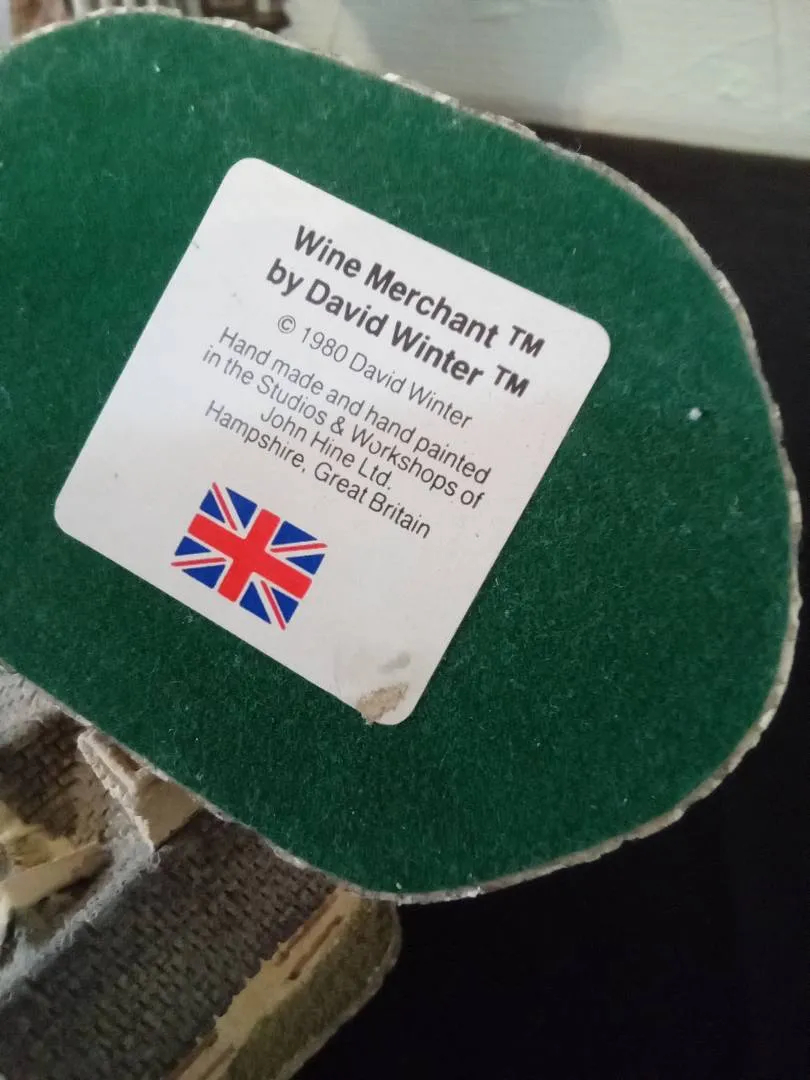 Wine Merchant ™
by David Winter ™
© 1980 David Winter
Hand made and hand painted
in the Studios & Workshops of
John Hine Ltd.
Hampshire, Great Britain